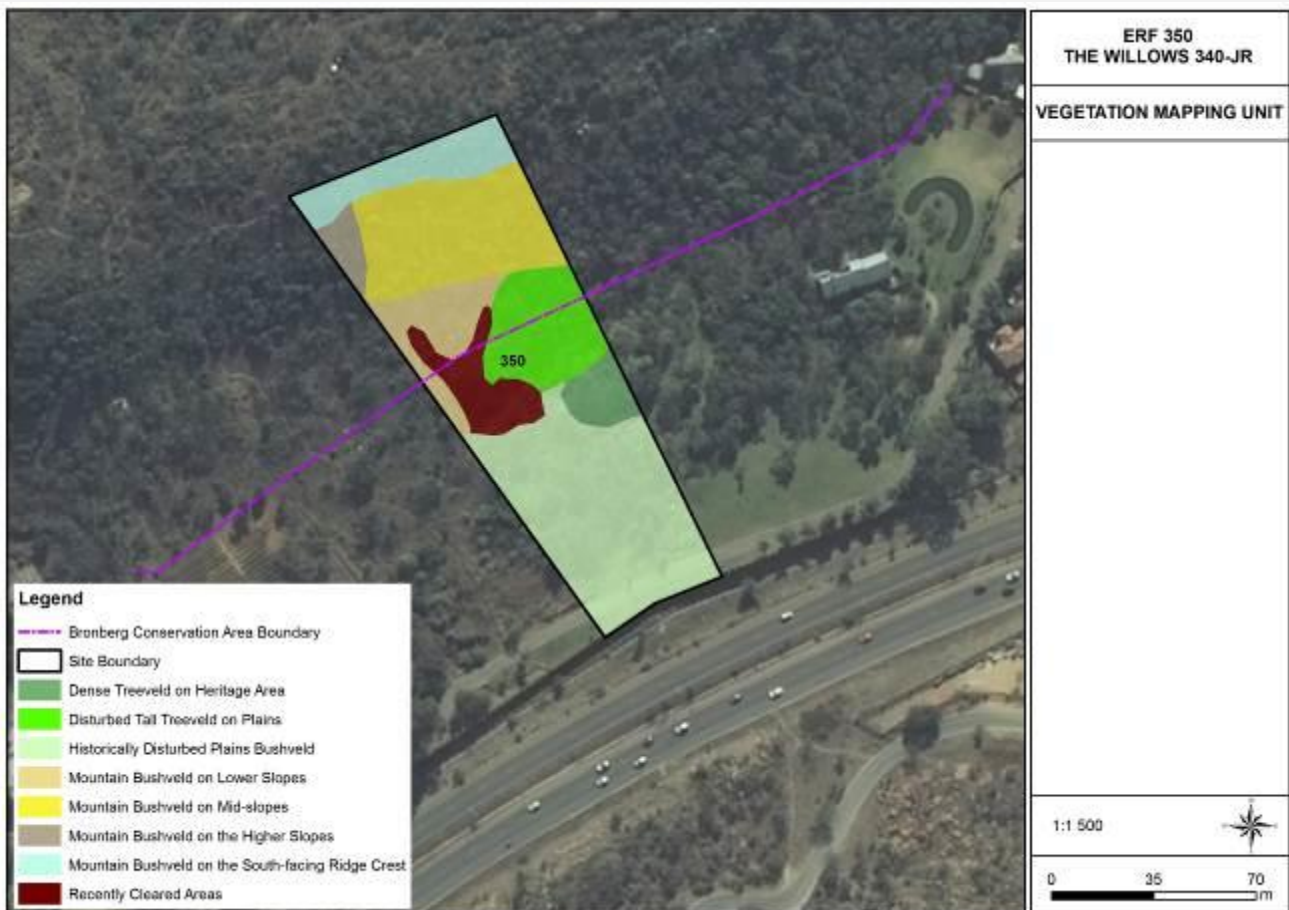 ERF 350
THE WILLOWS 340-JR
VEGETATION MAPPING UNIT
350
Legend
Bronberg Conservation Area Boundary
Site Boundary
Dense Treeveld on Heritage Area
Disturbed Tall Treeveld on Plains
Historically Disturbed Plains Bushveld
Mountain Bushveld on Lower Slopes
Mountain Bushveld on Mid-slopes
Mountain Bushveld on the Higher Slopes
Mountain Bushveld on the South-facing Ridge Crest
Recently Cleared Areas
1:1 500
0 35 70
m